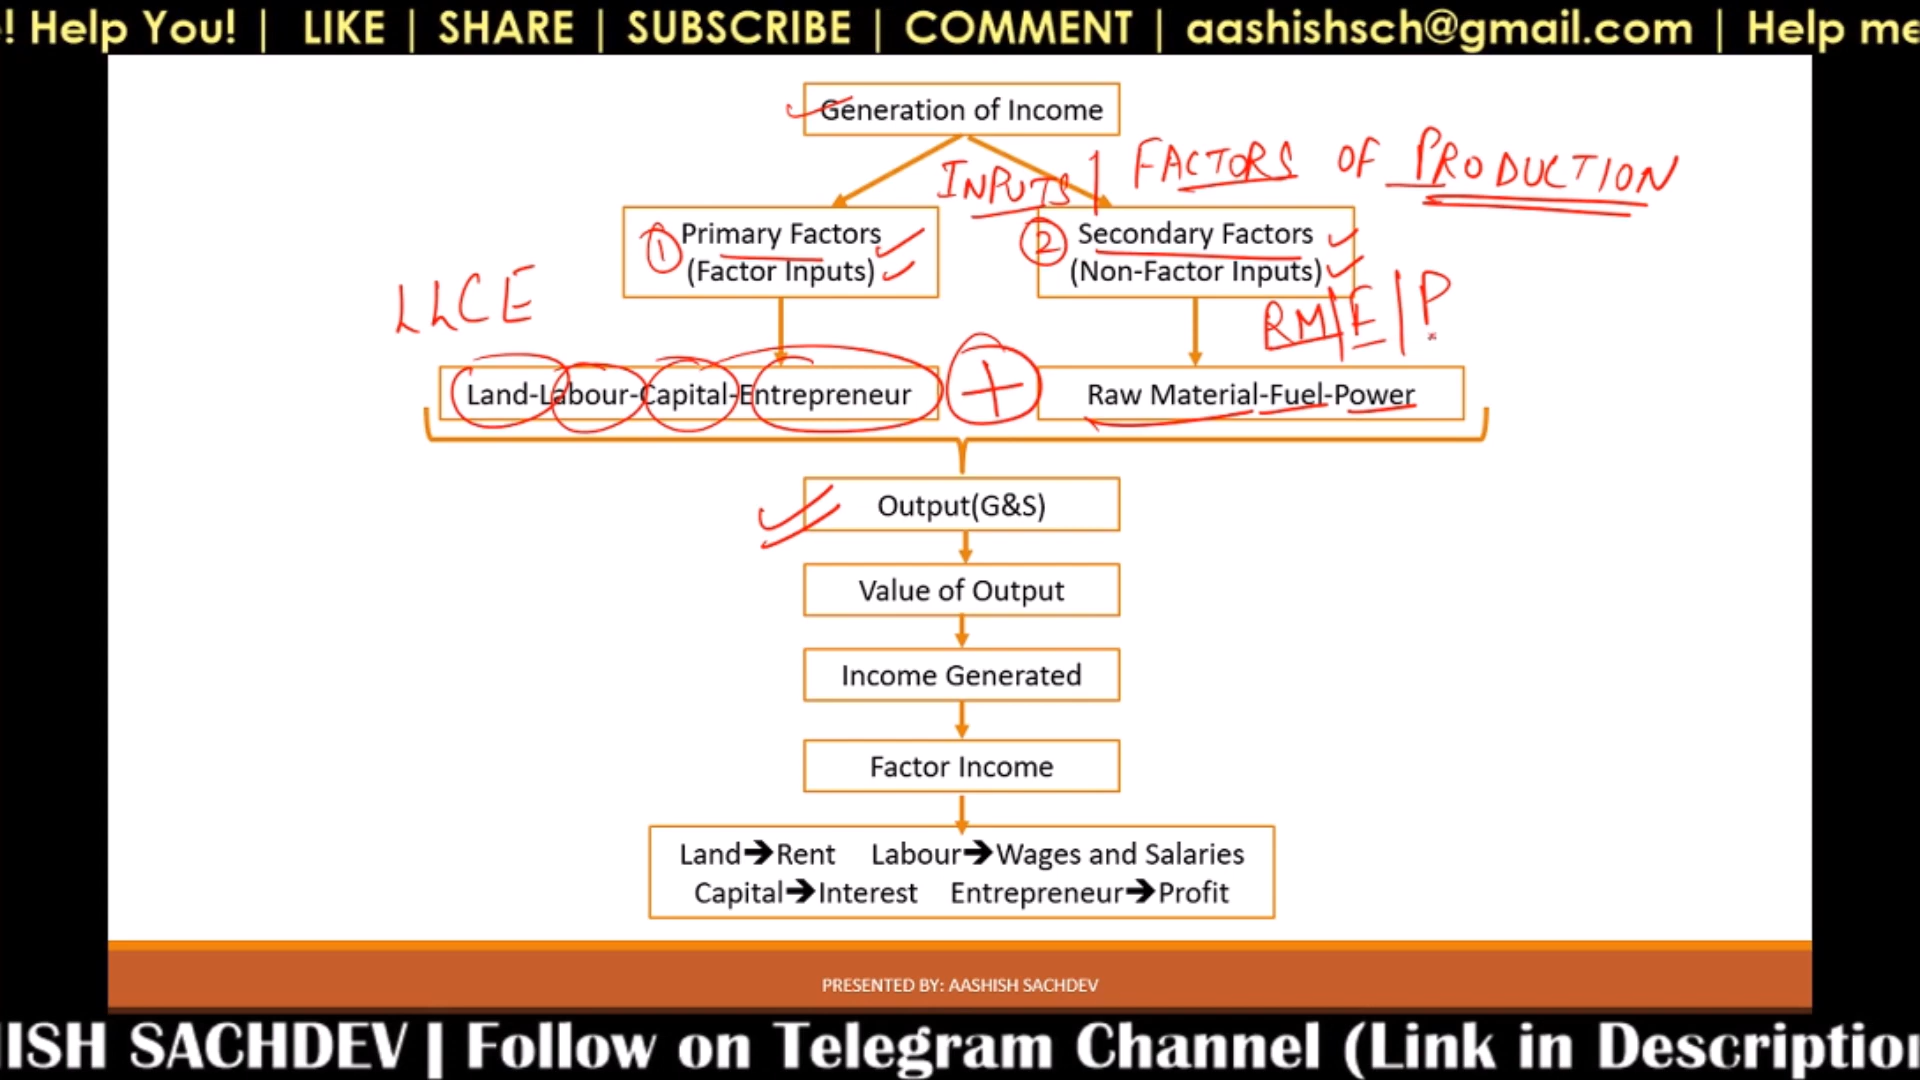 ! Help You! | LIKE | SHARE | SUBSCRIBE | COMMENT | aashishsch@gmail.com | Help me
Generation of Income
INPUTS | FACTORS OF PRODUCTION
① Primary Factors
(Factor Inputs)
② Secondary Factors
(Non-Factor Inputs)
LLCE
RM|F|P
Land-Labour-Capital-Entrepreneur
+
Raw Material-Fuel-Power
Output(G&S)
Value of Output
Income Generated
Factor Income
Land➔Rent Labour➔Wages and Salaries
Capital➔Interest Entrepreneur➔Profit
PRESENTED BY: AASHISH SACHDEV
HISH SACHDEV | Follow on Telegram Channel (Link in Description